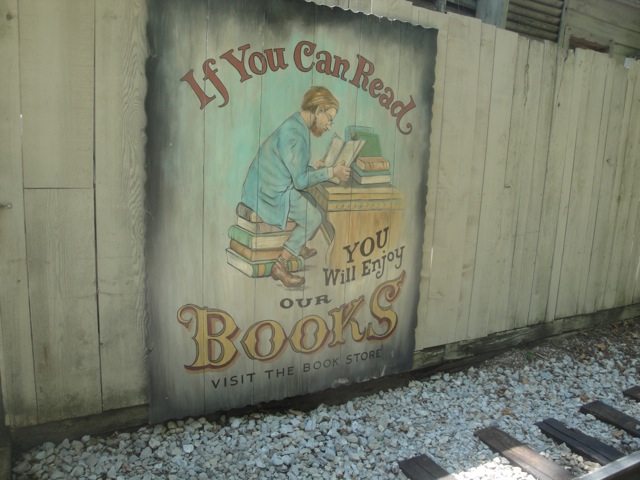 If You Can Read
YOU
Will Enjoy
OUR
BOOKS
VISIT THE BOOK STORE